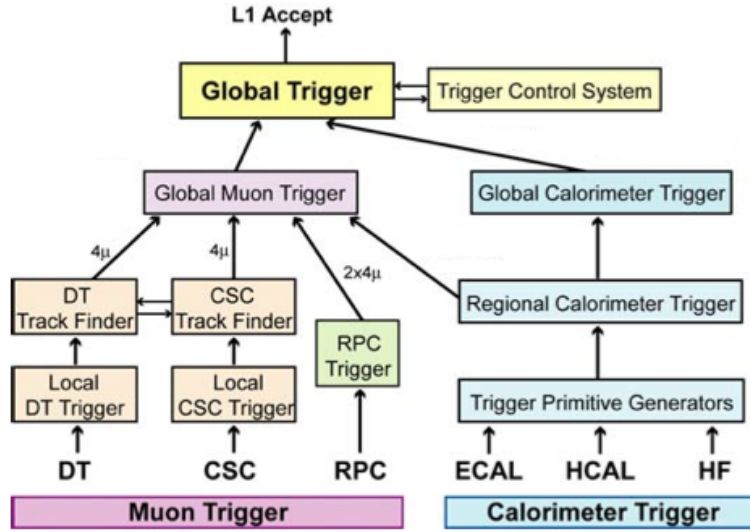 L1 Accept
Global Trigger
Trigger Control System
Global Muon Trigger
Global Calorimeter Trigger
4μ
4μ
2x4μ
DT
Track Finder
CSC
Track Finder
Regional Calorimeter Trigger
RPC
Trigger
Local
DT Trigger
Local
CSC Trigger
Trigger Primitive Generators
DT
CSC
RPC
ECAL
HCAL
HF
Muon Trigger
Calorimeter Trigger